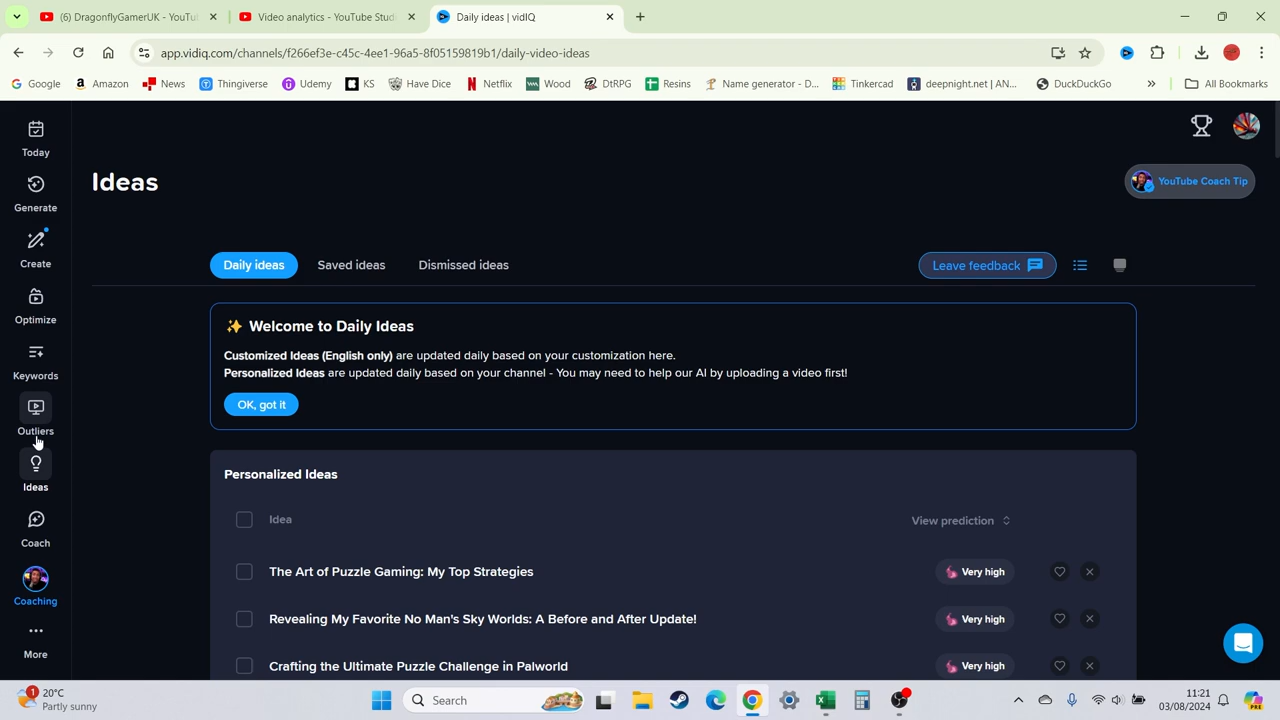 (6) DragonflyGamerUK - YouTu
Video analytics - YouTube Stud
Daily ideas | vidIQ
app.vidiq.com/channels/f266ef3e-c45c-4ee1-96a5-8f05159819b1/daily-video-ideas
Google
Amazon
News
Thingiverse
Udemy
KS
Have Dice
Netflix
Wood
DtRPG
Resins
Name generator - D...
Tinkercad
deepnight.net | AN...
DuckDuckGo
All Bookmarks
Today
Generate
Create
Optimize
Keywords
Outliers
Ideas
Coach
Coaching
More
Ideas
YouTube Coach Tip
Daily ideas
Saved ideas
Dismissed ideas
Leave feedback
Welcome to Daily Ideas
Customized Ideas (English only) are updated daily based on your customization here.
Personalized Ideas are updated daily based on your channel - You may need to help our AI by uploading a video first!
OK, got it
Personalized Ideas
Idea
View prediction
The Art of Puzzle Gaming: My Top Strategies
Very high
Revealing My Favorite No Man's Sky Worlds: A Before and After Update!
Very high
Crafting the Ultimate Puzzle Challenge in Palworld
Very high
1
20°C
Partly sunny
Search
11:21
03/08/2024
PRE